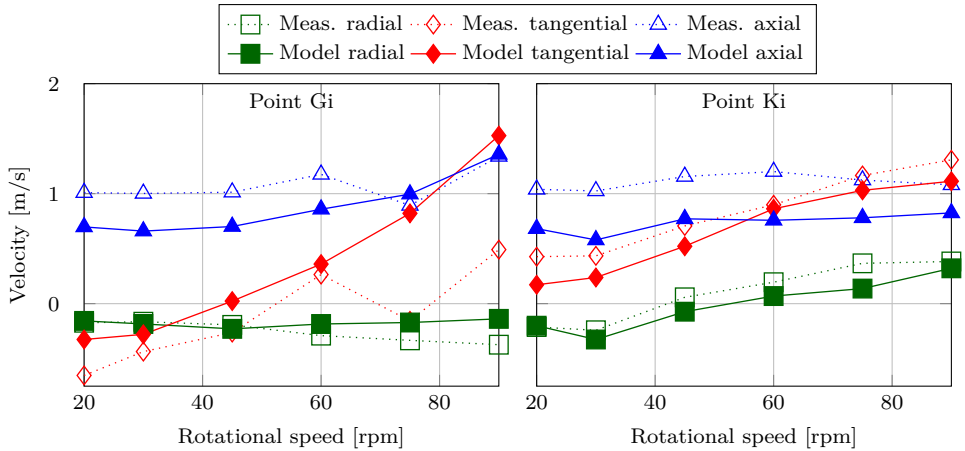 Meas. radial Meas. tangential Meas. axial
Model radial Model tangential Model axial
Point Gi Point Ki
2
1
0
Velocity [m/s]
20 40 60 80 20 40 60 80
Rotational speed [rpm] Rotational speed [rpm]